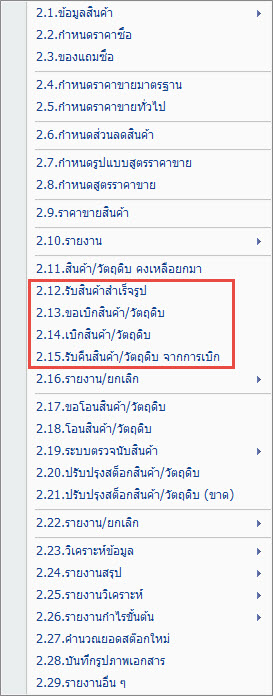 2.1.ข้อมูลสินค้า
2.2.กำหนดราคาซื้อ
2.3.ของแถมซื้อ
2.4.กำหนดราคาขายมาตรฐาน
2.5.กำหนดราคาขายทั่วไป
2.6.กำหนดส่วนลดสินค้า
2.7.กำหนดรูปแบบสูตรราคาขาย
2.8.กำหนดสูตรราคาขาย
2.9.ราคาขายสินค้า
2.10.รายงาน
2.11.สินค้า/วัตถุดิบ คงเหลือยกมา
2.12.รับสินค้าสำเร็จรูป
2.13.ขอเบิกสินค้า/วัตถุดิบ
2.14.เบิกสินค้า/วัตถุดิบ
2.15.รับคืนสินค้า/วัตถุดิบ จากการเบิก
2.16.รายงาน/ยกเลิก
2.17.ขอโอนสินค้า/วัตถุดิบ
2.18.โอนสินค้า/วัตถุดิบ
2.19.ระบบตรวจนับสินค้า
2.20.ปรับปรุงสต็อกสินค้า/วัตถุดิบ
2.21.ปรับปรุงสต็อกสินค้า/วัตถุดิบ (ขาด)
2.22.รายงาน/ยกเลิก
2.23.วิเคราะห์ข้อมูล
2.24.รายงานสรุป
2.25.รายงานวิเคราะห์
2.26.รายงานกำไรขั้นต้น
2.27.คำนวณยอดสต๊อกใหม่
2.28.บันทึกรูปภาพเอกสาร
2.29.รายงานอื่น ๆ